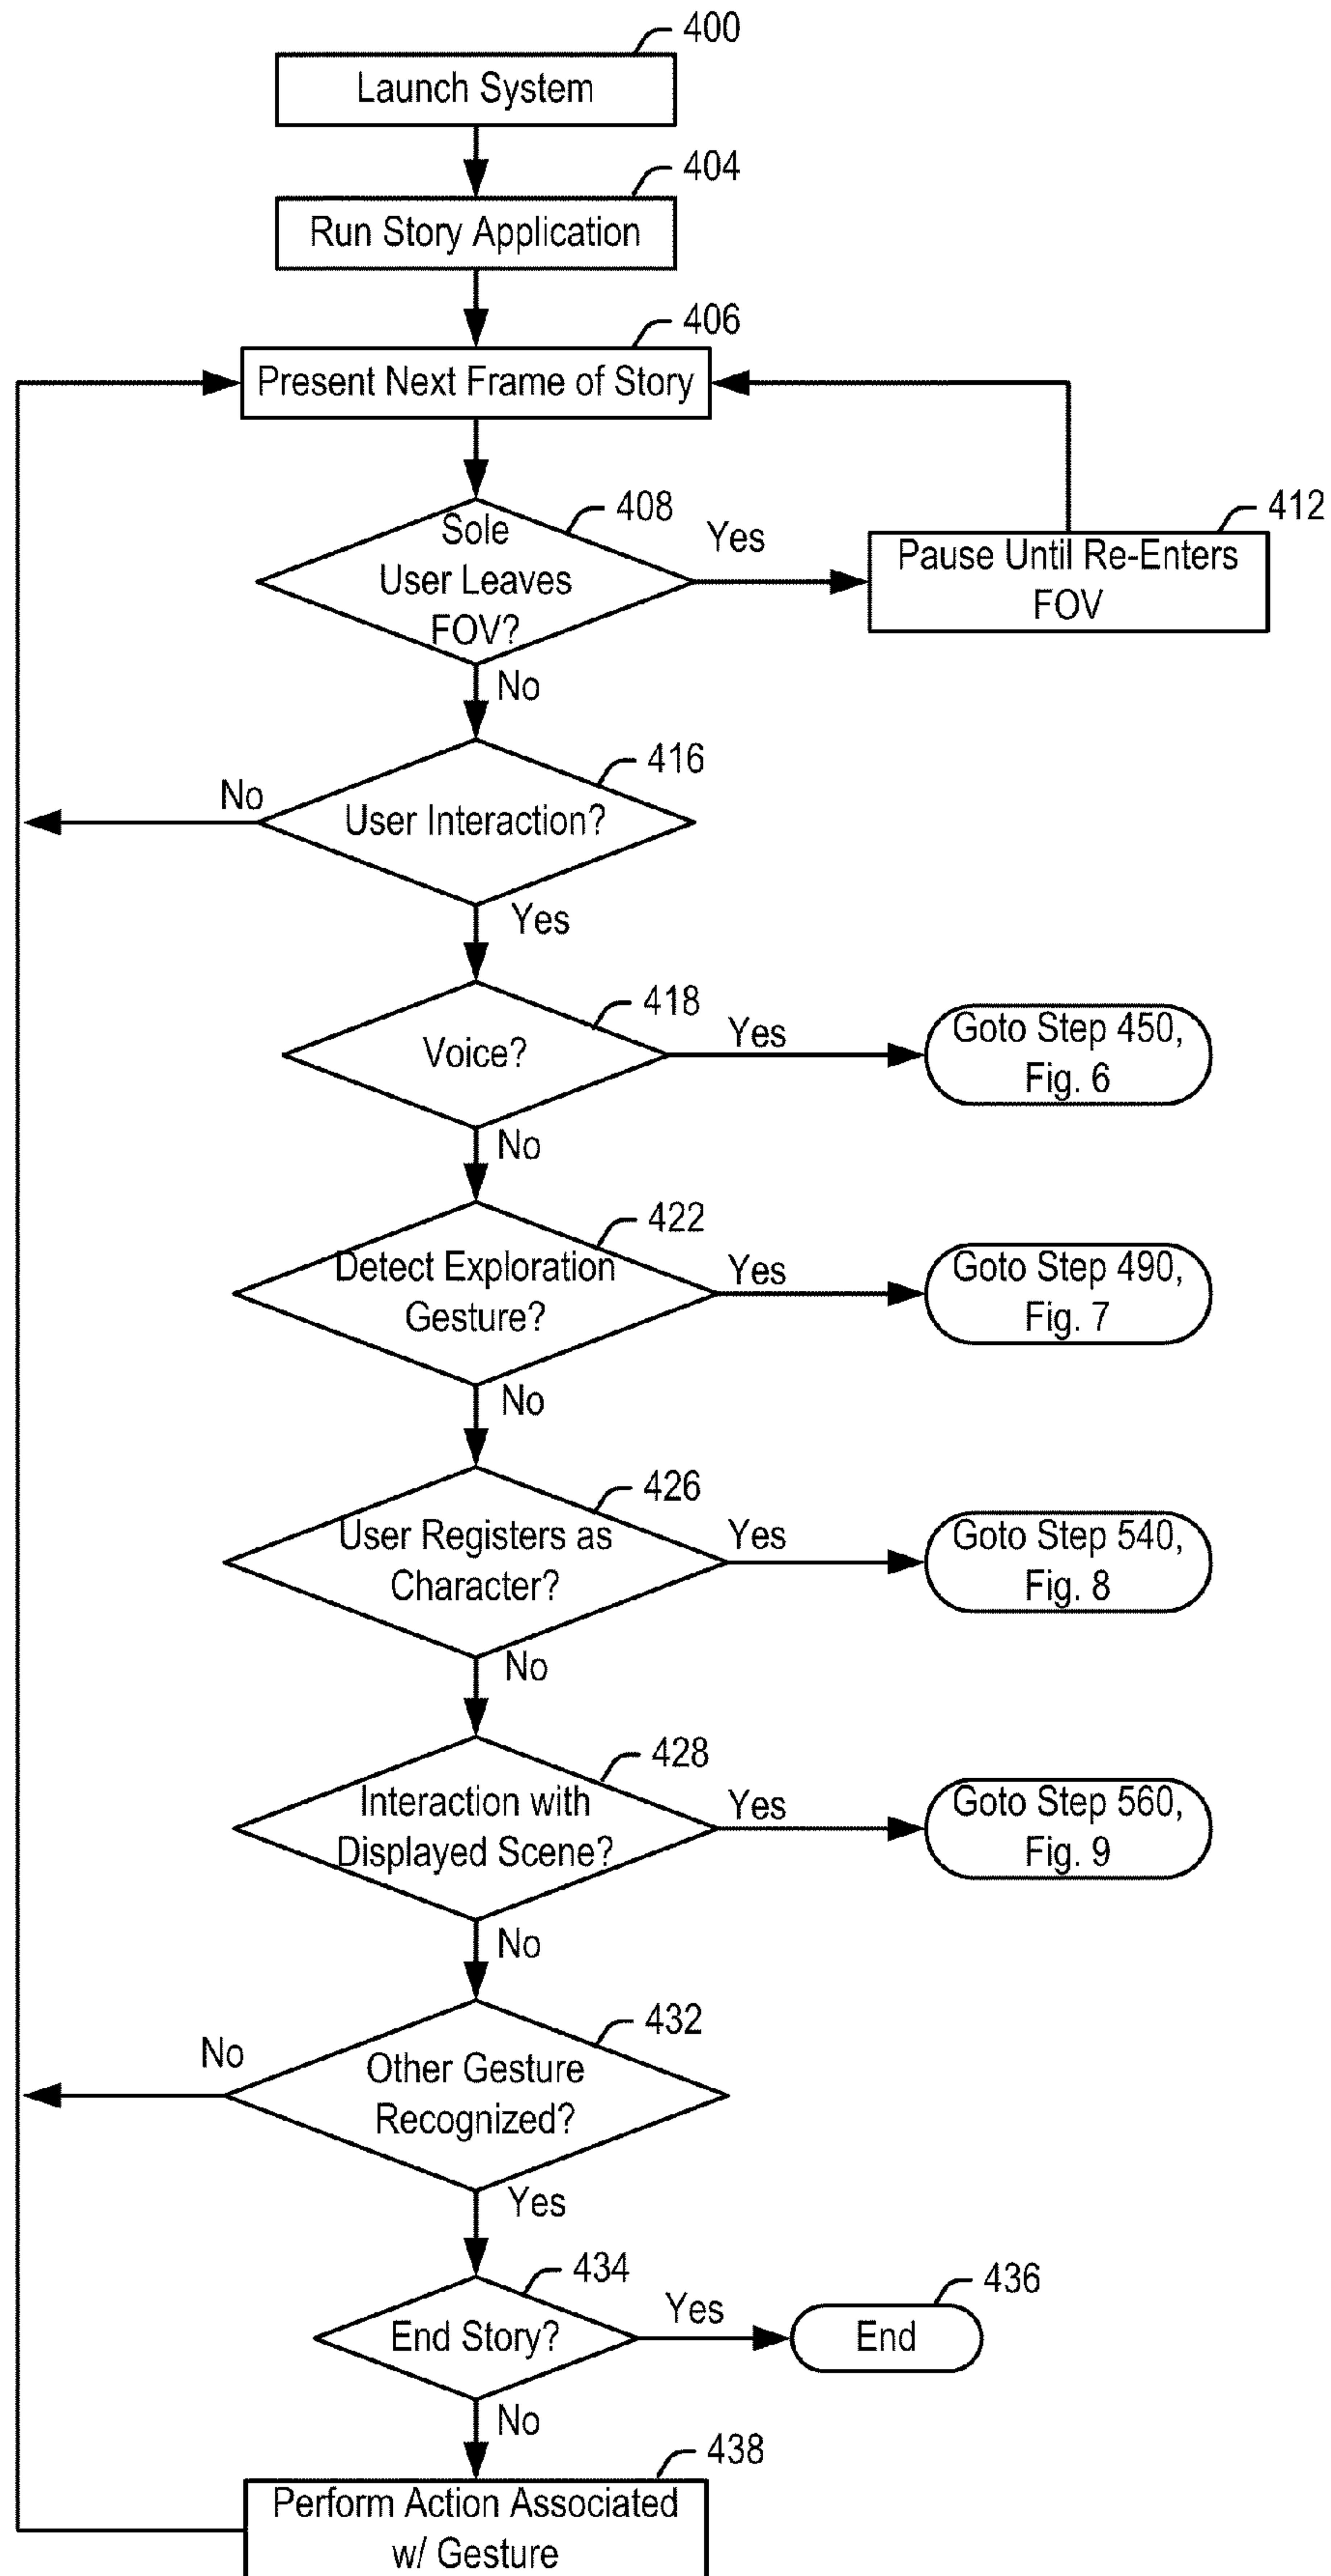 400
Launch System
404
Run Story Application
406
Present Next Frame of Story
408
Sole
User Leaves
FOV?
Yes
412
Pause Until Re-Enters
FOV
No
416
No
User Interaction?
Yes
418
Voice?
Yes
Goto Step 450,
Fig. 6
No
422
Detect Exploration
Gesture?
Yes
Goto Step 490,
Fig. 7
No
426
User Registers as
Character?
Yes
Goto Step 540,
Fig. 8
No
428
Interaction with
Displayed Scene?
Yes
Goto Step 560,
Fig. 9
No
432
No
Other Gesture
Recognized?
Yes
434
End Story?
Yes
436
End
No
438
Perform Action Associated
w/ Gesture